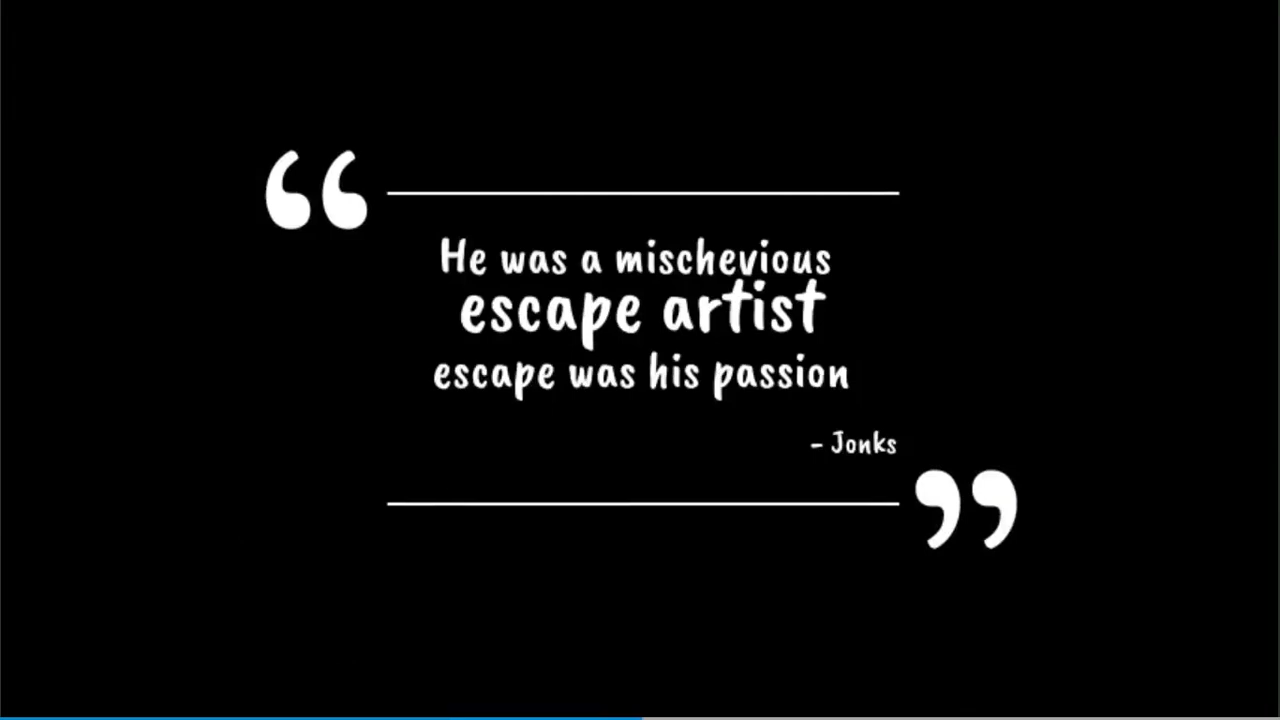 “
He was a mischevious
escape artist
escape was his passion
- Jonks
”